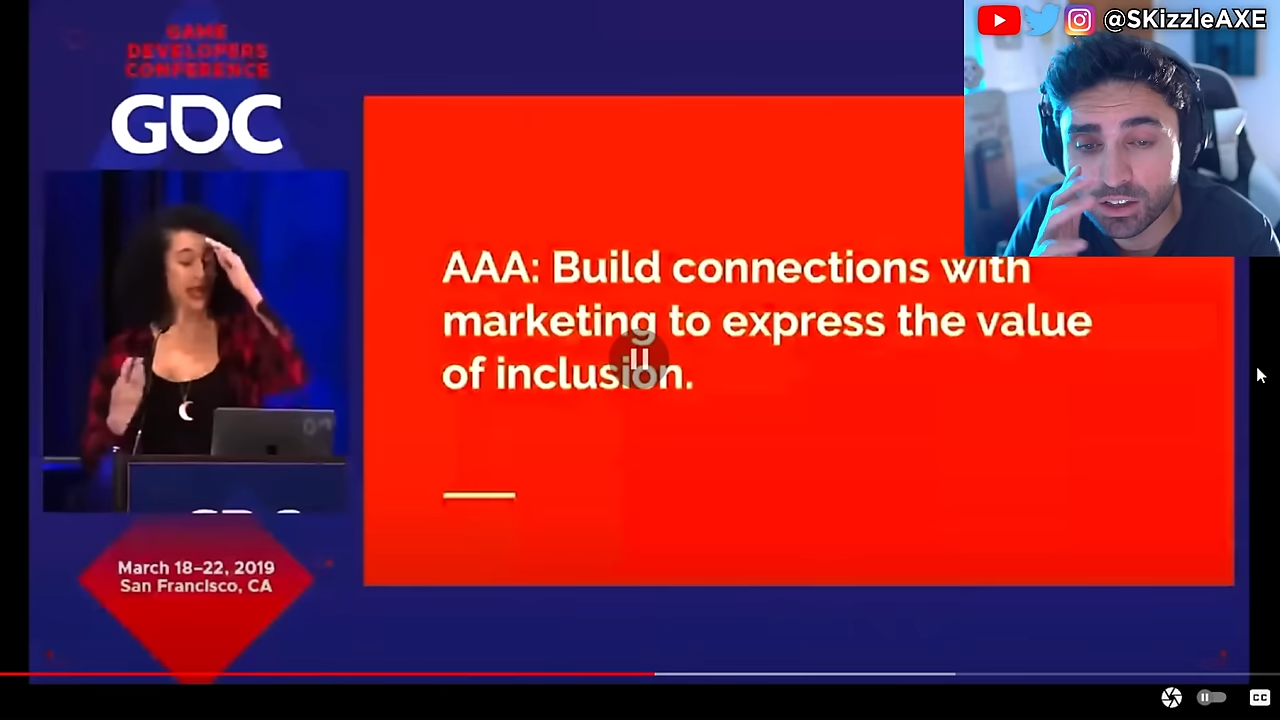 GAME
DEVELOPERS
CONFERENCE
GDC
@SKizzleAXE
AAA: Build connections with
marketing to express the value
of inclusion.
March 18–22, 2019
San Francisco, CA
CC